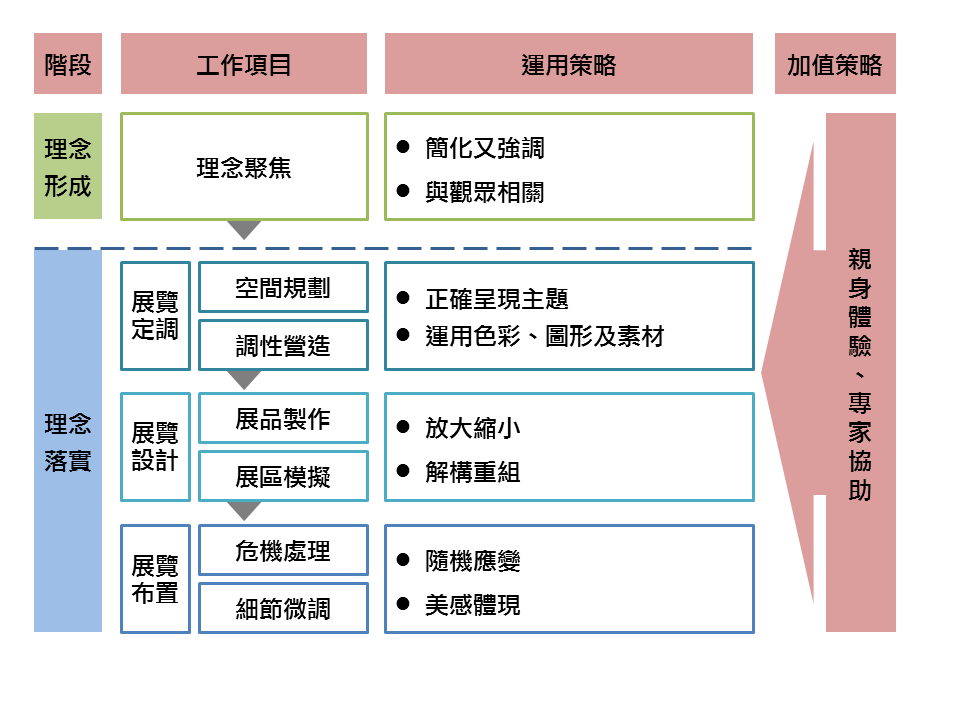 階段
工作項目
運用策略
加值策略
理念
形成
理念聚焦
● 簡化又強調
● 與觀眾相關
理念
落實
展覽
定調
空間規劃
調性營造
● 正確呈現主題
● 運用色彩、圖形及素材
展覽
設計
展品製作
展區模擬
● 放大縮小
● 解構重組
展覽
布置
危機處理
細節微調
● 隨機應變
● 美感體現
親身體驗、專家協助